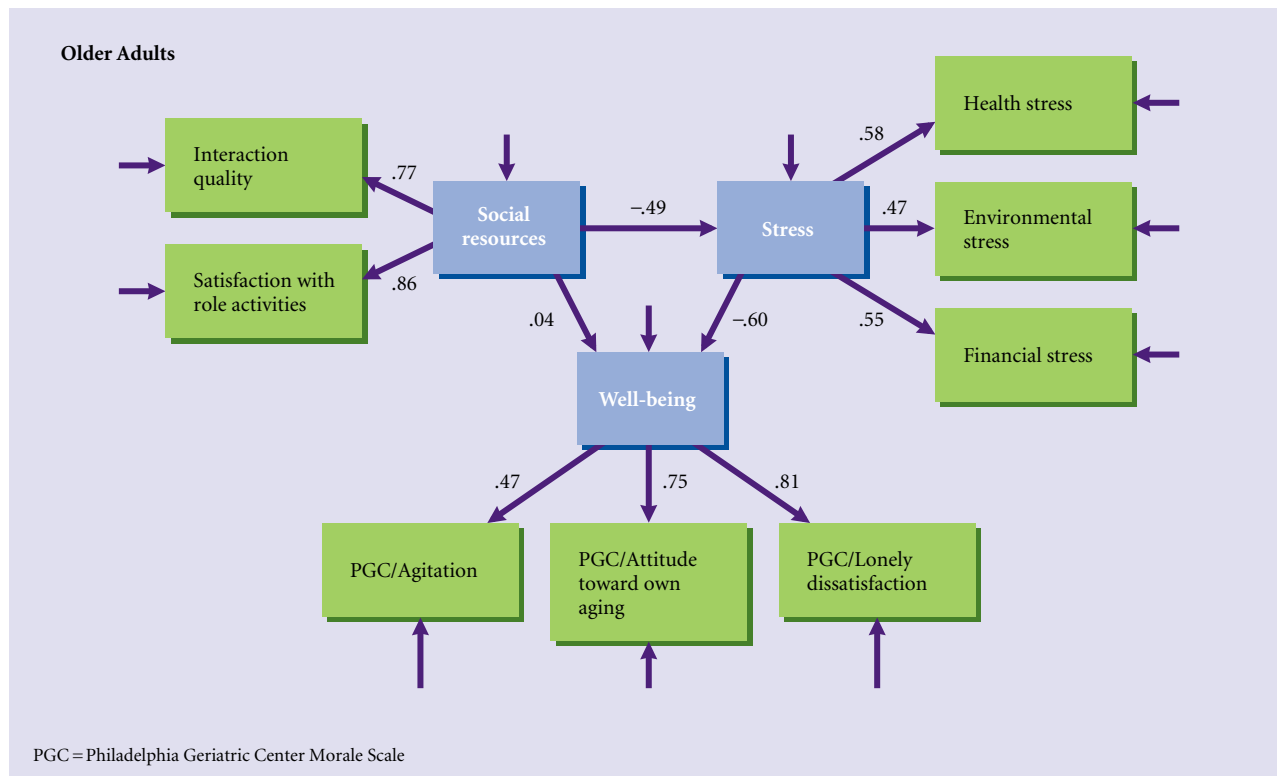 Older Adults
Health stress
.58
Interaction
quality
.77
Social
resources
−.49
Stress
.47
Environmental
stress
Satisfaction with
role activities
.86
.04
−.60
.55
Financial stress
Well-being
.47
.75
.81
PGC/Agitation
PGC/Attitude
toward own
aging
PGC/Lonely
dissatisfaction
PGC = Philadelphia Geriatric Center Morale Scale